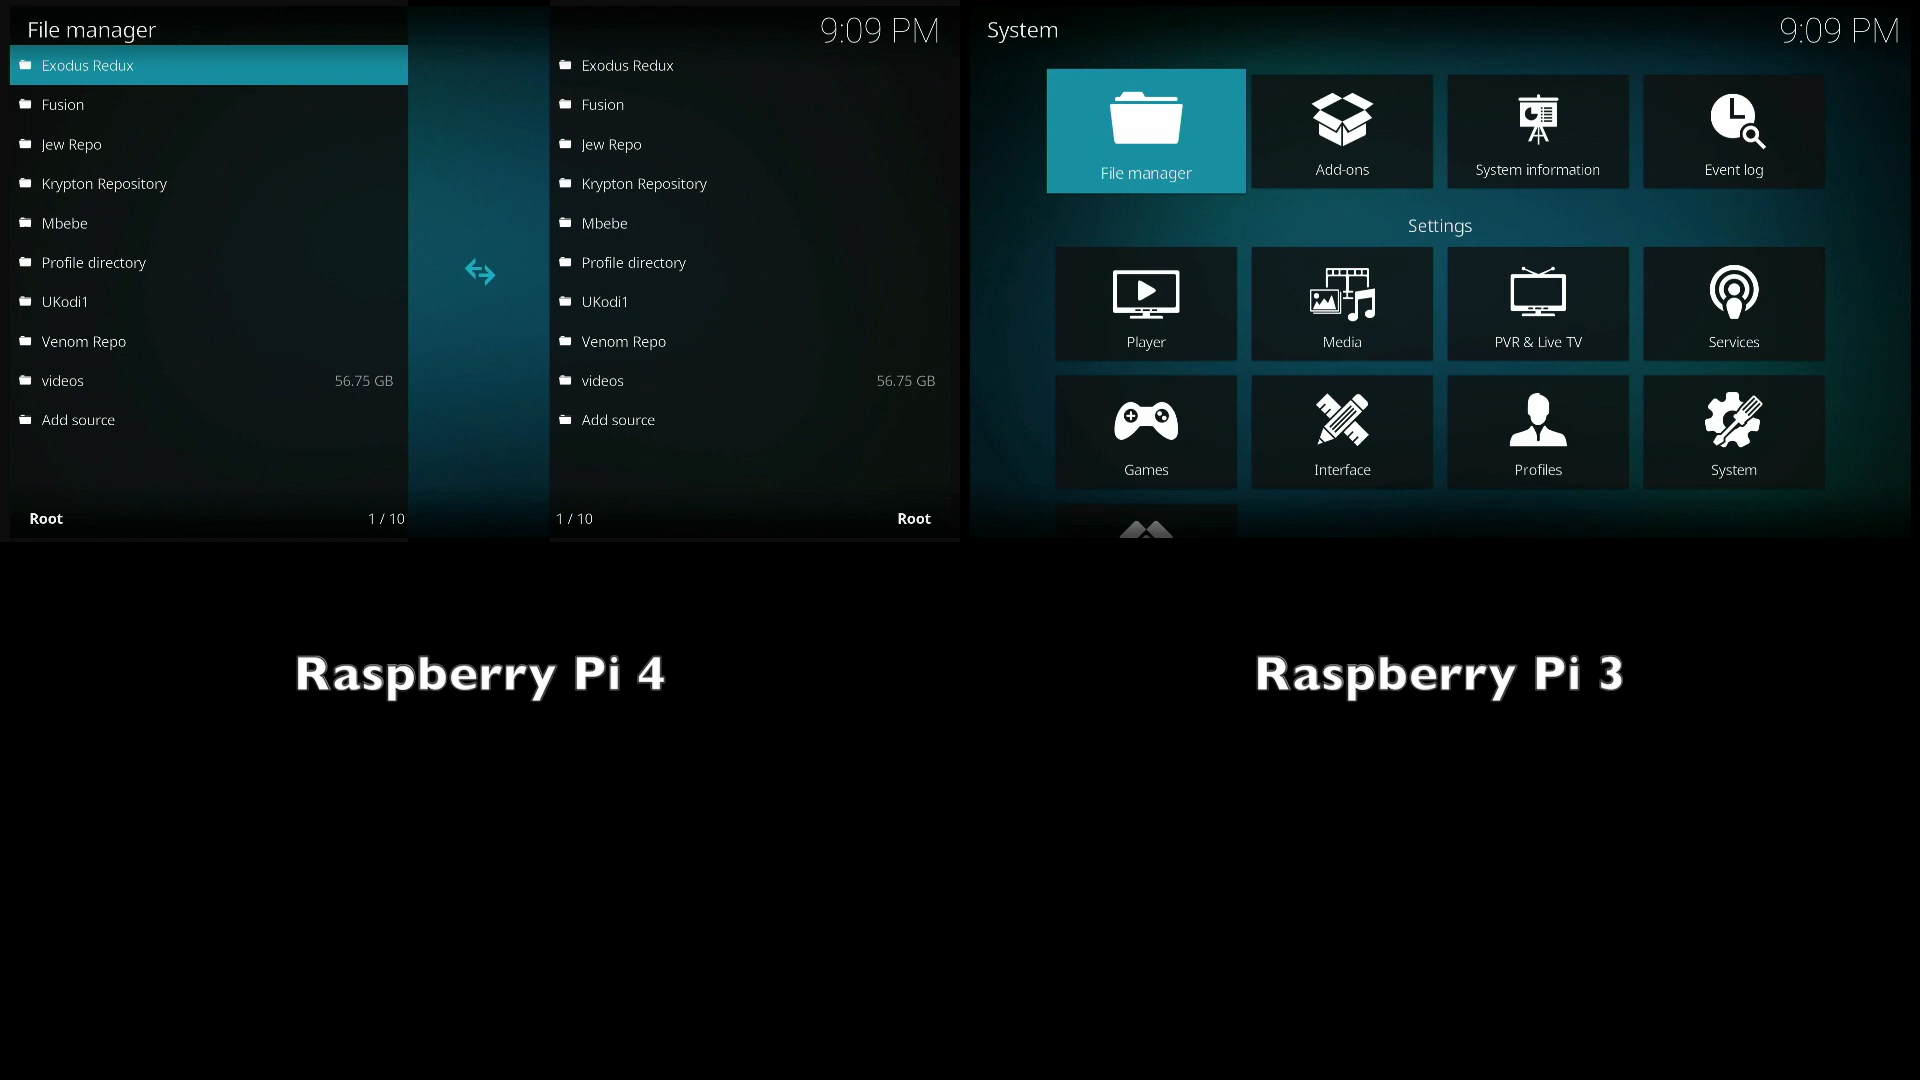 File manager
9:09 PM
Exodus Redux
Fusion
Jew Repo
Krypton Repository
Mbebe
Profile directory
UKodi1
Venom Repo
videos 56.75 GB
Add source
Root 1 / 10
Exodus Redux
Fusion
Jew Repo
Krypton Repository
Mbebe
Profile directory
UKodi1
Venom Repo
videos 56.75 GB
Add source
1 / 10 Root
System
9:09 PM
File manager
Add-ons
System information
Event log
Settings
Player
Media
PVR & Live TV
Services
Games
Interface
Profiles
System
Raspberry Pi 4
Raspberry Pi 3